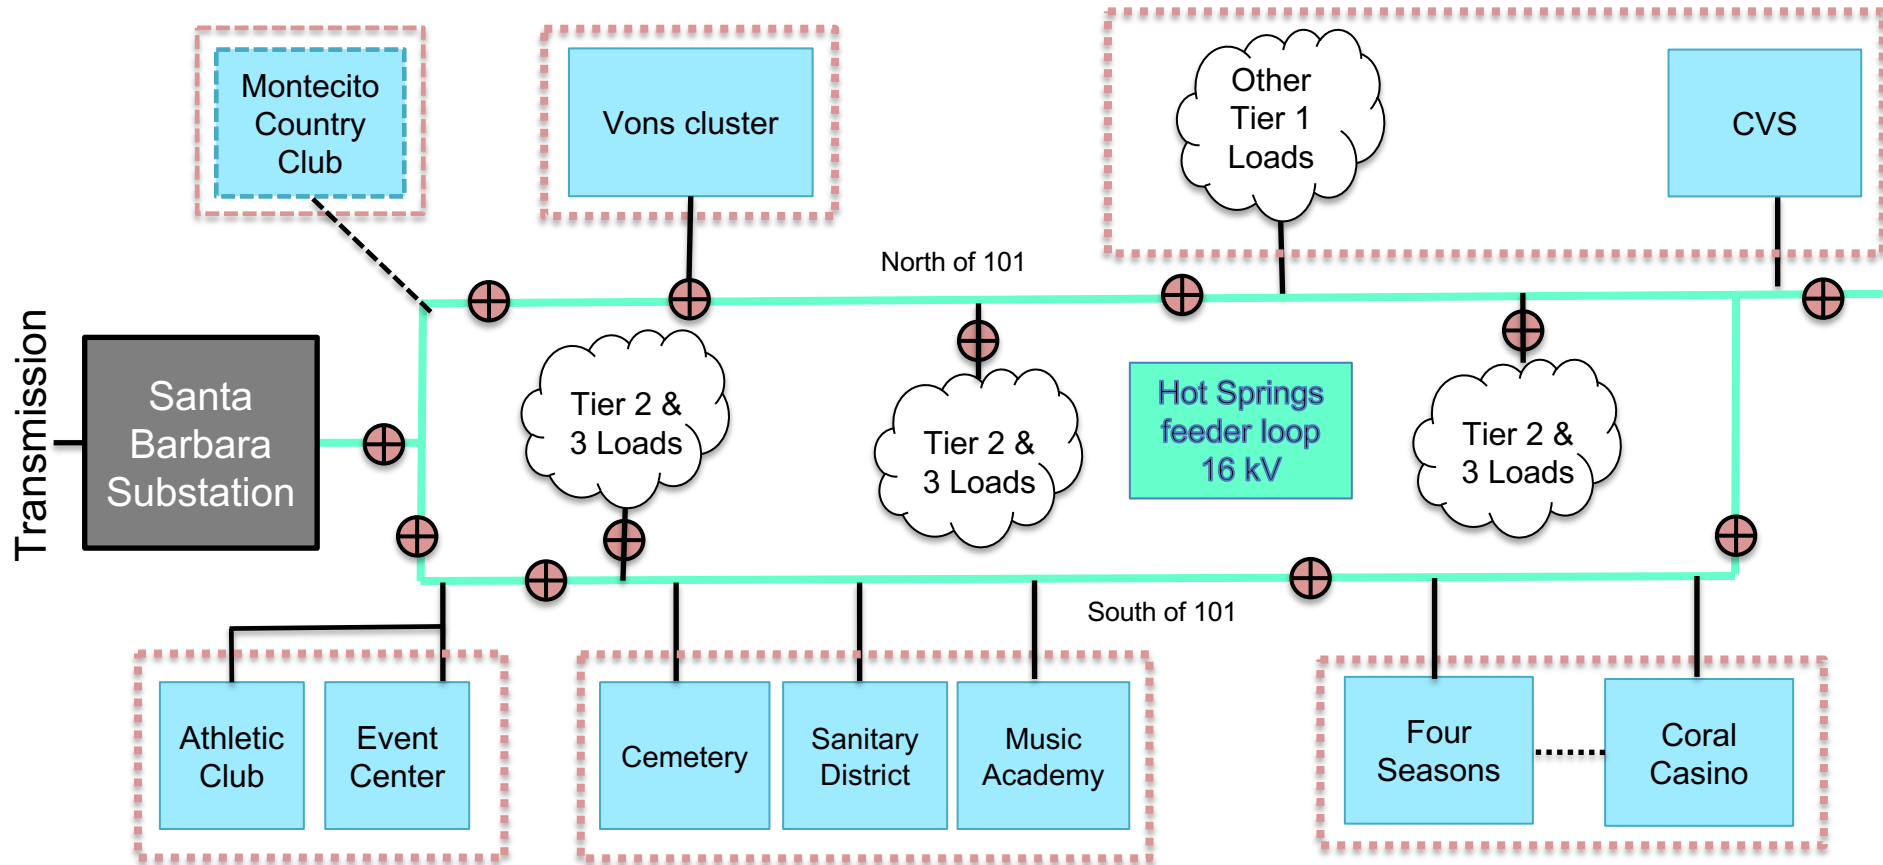 Montecito
Country
Club
Vons cluster
Other
Tier 1
Loads
CVS
North of 101
Transmission
Santa
Barbara
Substation
Tier 2 &
3 Loads
Tier 2 &
3 Loads
Hot Springs
feeder loop
16 kV
Tier 2 &
3 Loads
South of 101
Athletic
Club
Event
Center
Cemetery
Sanitary
District
Music
Academy
Four
Seasons
Coral
Casino